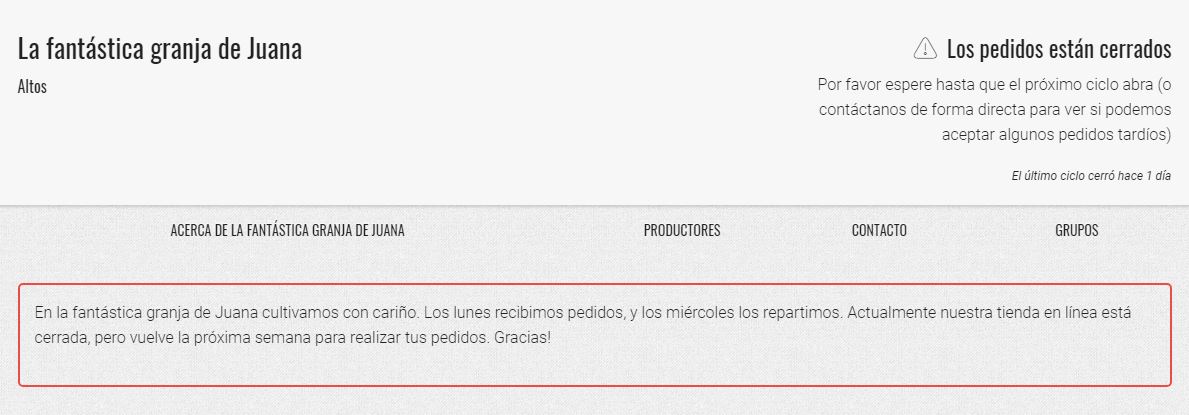 La fantástica granja de Juana
Altos
Los pedidos están cerrados
Por favor espere hasta que el próximo ciclo abra (o
contáctanos de forma directa para ver si podemos
aceptar algunos pedidos tardíos)
El último ciclo cerró hace 1 día
ACERCA DE LA FANTÁSTICA GRANJA DE JUANA
PRODUCTORES
CONTACTO
GRUPOS
En la fantástica granja de Juana cultivamos con cariño. Los lunes recibimos pedidos, y los miércoles los repartimos. Actualmente nuestra tienda en línea está
cerrada, pero vuelve la próxima semana para realizar tus pedidos. Gracias!